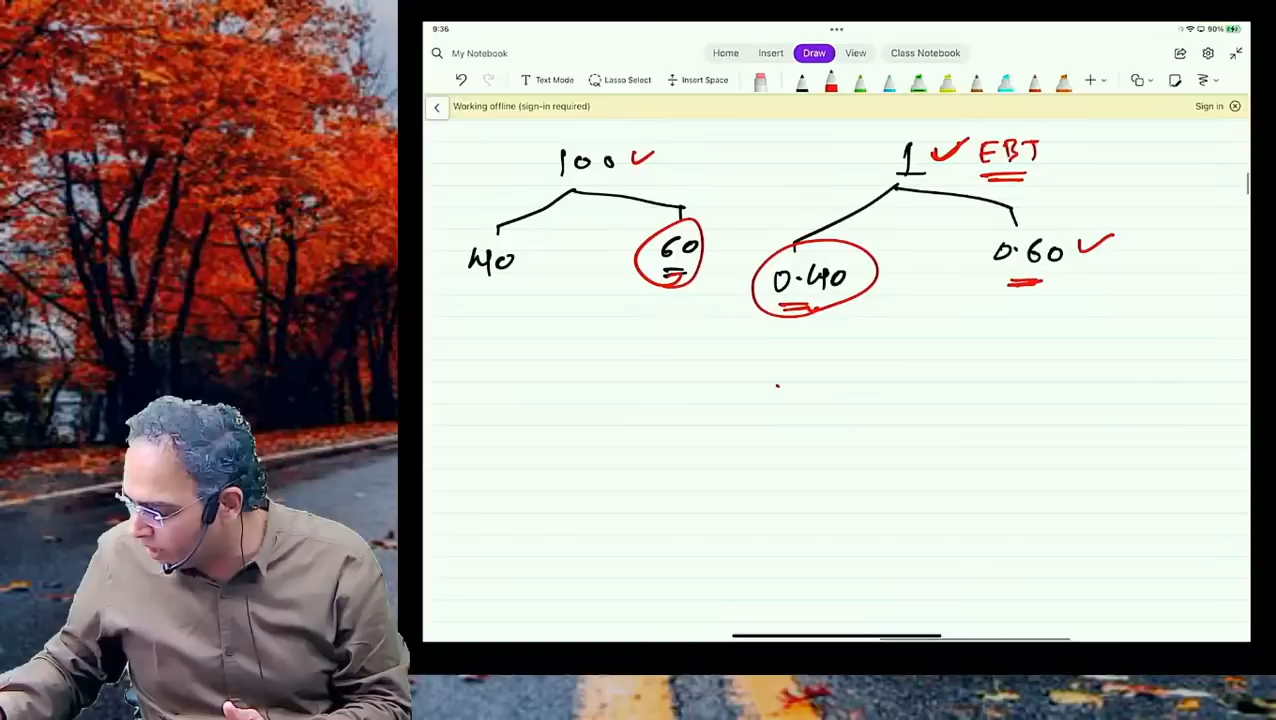 9:36
90%
My Notebook
Home Insert Draw View Class Notebook
Text Mode Lasso Select Insert Space
Working offline (sign-in required) Sign in
100 1 EBT
40 60 0.40 0.60